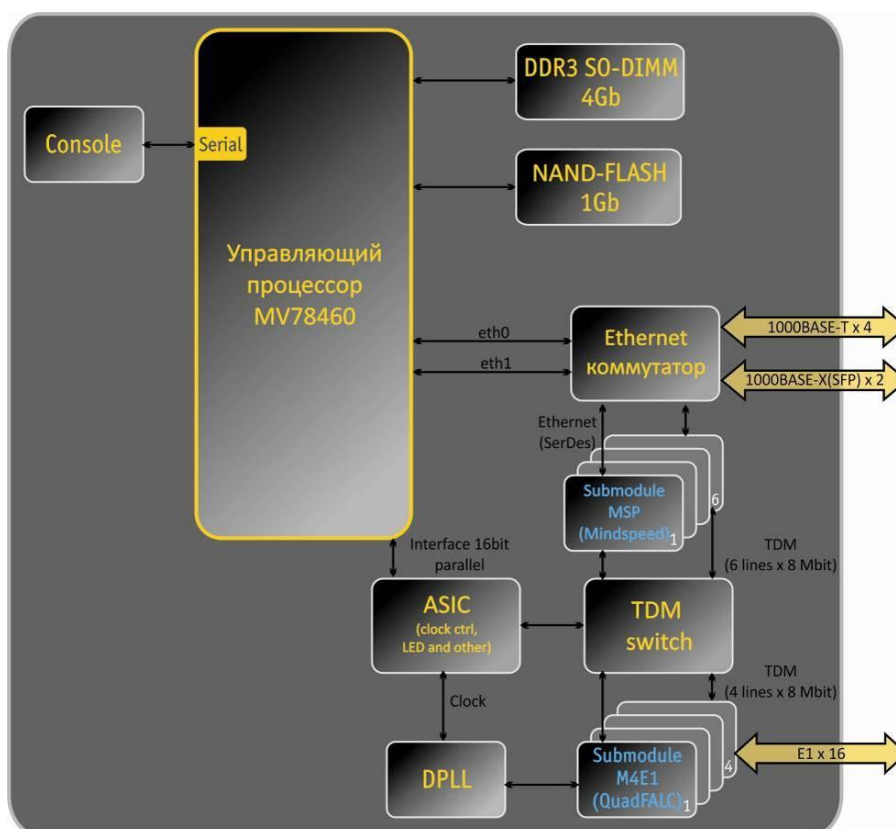 DDR3 SO-DIMM
4Gb
Console
Serial
NAND-FLASH
1Gb
Управляющий
процессор
MV78460
eth0
eth1
Ethernet
коммутатор
1000BASE-T x 4
1000BASE-X(SFP) x 2
Ethernet
(SerDes)
Submodule
MSP
(Mindspeed)
1
6
Interface 16bit
parallel
TDM
(6 lines x 8 Mbit)
ASIC
(clock ctrl,
LED and other)
TDM
switch
TDM
(4 lines x 8 Mbit)
Clock
DPLL
Submodule
M4E1
(QuadFALC)
1
4
E1 x 16